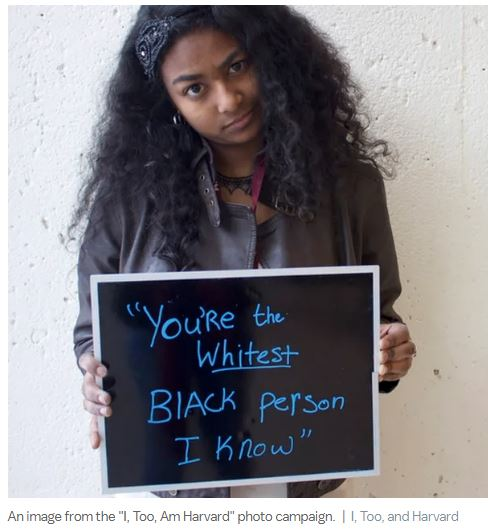 "You're the
Whitest
Black person
I know"
An image from the "I, Too, Am Harvard" photo campaign. | I, Too, and Harvard